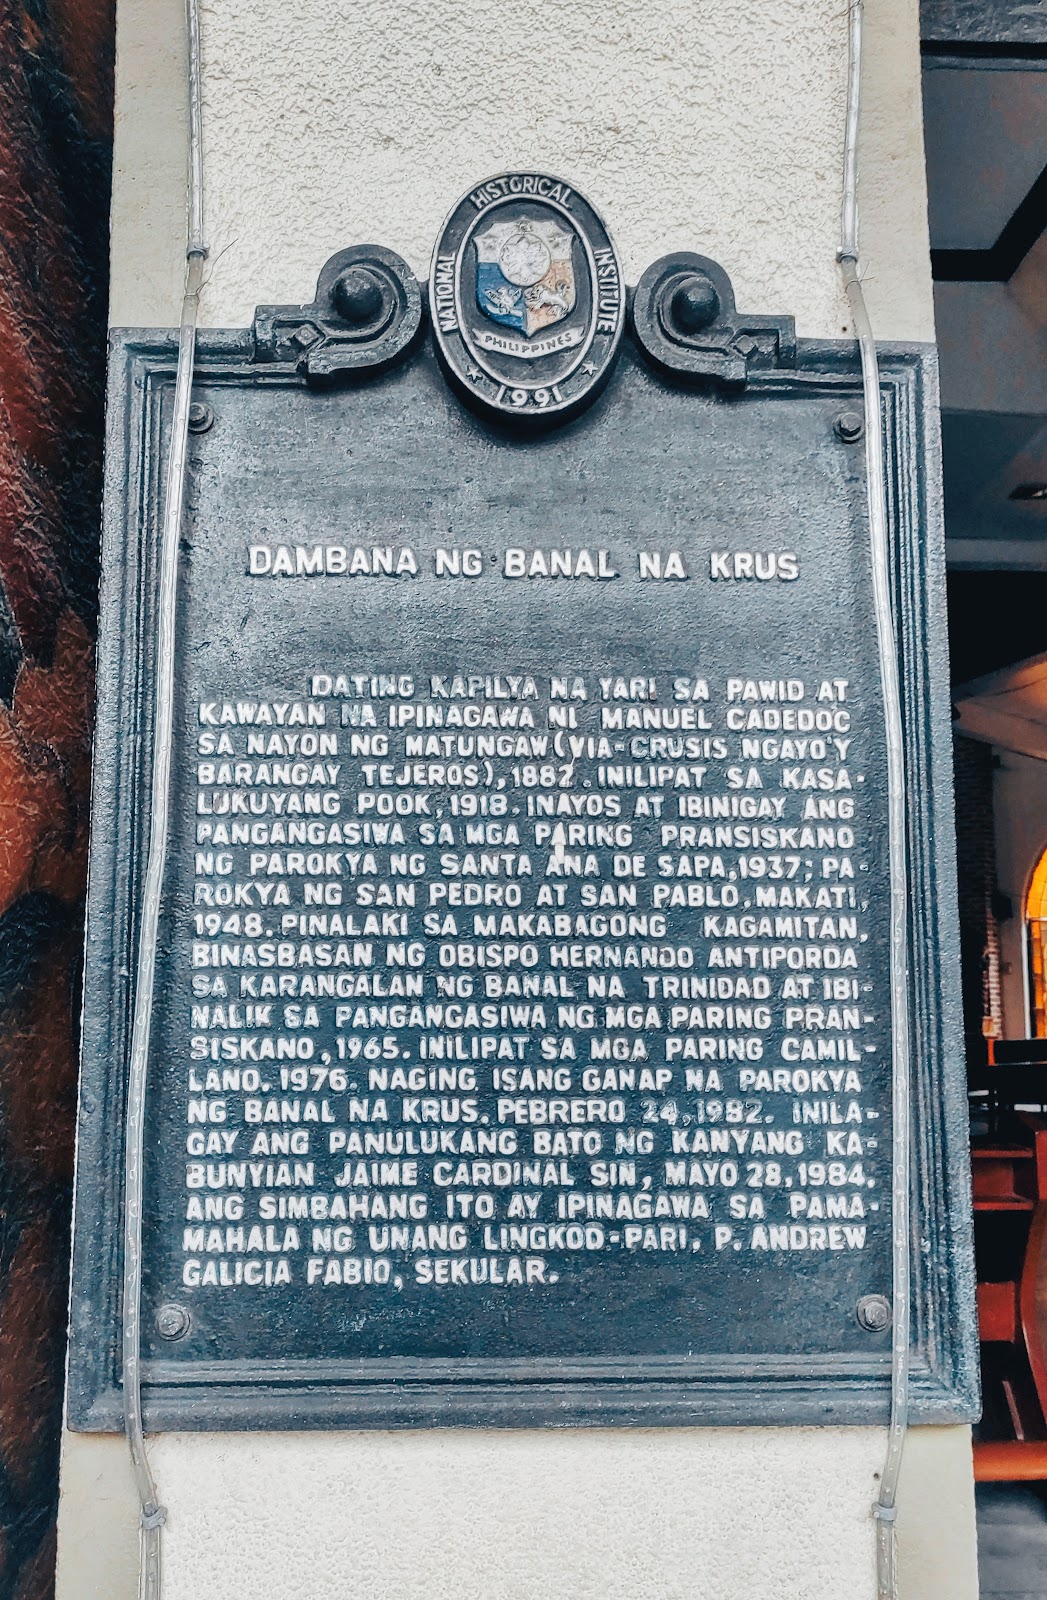 NATIONAL HISTORICAL INSTITUTE
PHILIPPINES
1991
DAMBANA NG BANAL NA KRUS
DATING KAPILYA NA YARI SA PAWID AT
KAWAYAN NA IPINAGAWA NI MANUEL CADEDOC
SA NAYON NG MATUNGAW (VIA-CRUSIS NGAYO'Y
BARANGAY TEJEROS), 1882. INILIPAT SA KASA-
LUKUYANG POOK, 1918. INAYOS AT IBINIGAY ANG
PANGANGASIWA SA MGA PARING PRANSISKANO
NG PAROKYA NG SANTA ANA DE SAPA, 1937; PA-
ROKYA NG SAN PEDRO AT SAN PABLO, MAKATI,
1948. PINALAKI SA MAKABAGONG KAGAMITAN,
BINASBASAN NG OBISPO HERNANDO ANTIPORDA
SA KARANGALAN NG BANAL NA TRINIDAD AT IBI-
NALIK SA PANGANGASIWA NG MGA PARING PRAN-
SISKANO, 1965. INILIPAT SA MGA PARING CAMIL-
LANO, 1976. NAGING ISANG GANAP NA PAROKYA
NG BANAL NA KRUS, PEBRERO 24, 1982. INILA-
GAY ANG PANULUKANG BATO NG KANYANG KA-
BUNYIAN JAIME CARDINAL SIN, MAYO 28, 1984.
ANG SIMBAHANG ITO AY IPINAGAWA SA PAMA-
MAHALA NG UNANG LINGKOD-PARI, P. ANDREW
GALICIA FABIO, SEKULAR.